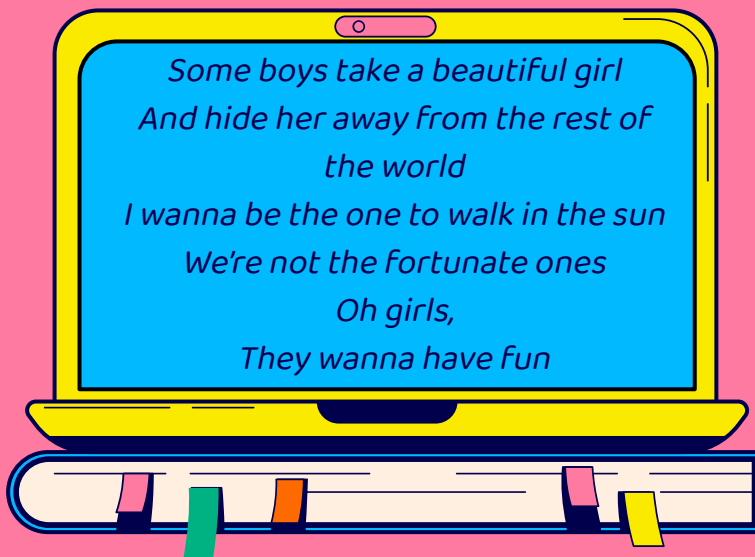 Some boys take a beautiful girl
And hide her away from the rest of
the world
I wanna be the one to walk in the sun
We're not the fortunate ones
Oh girls,
They wanna have fun